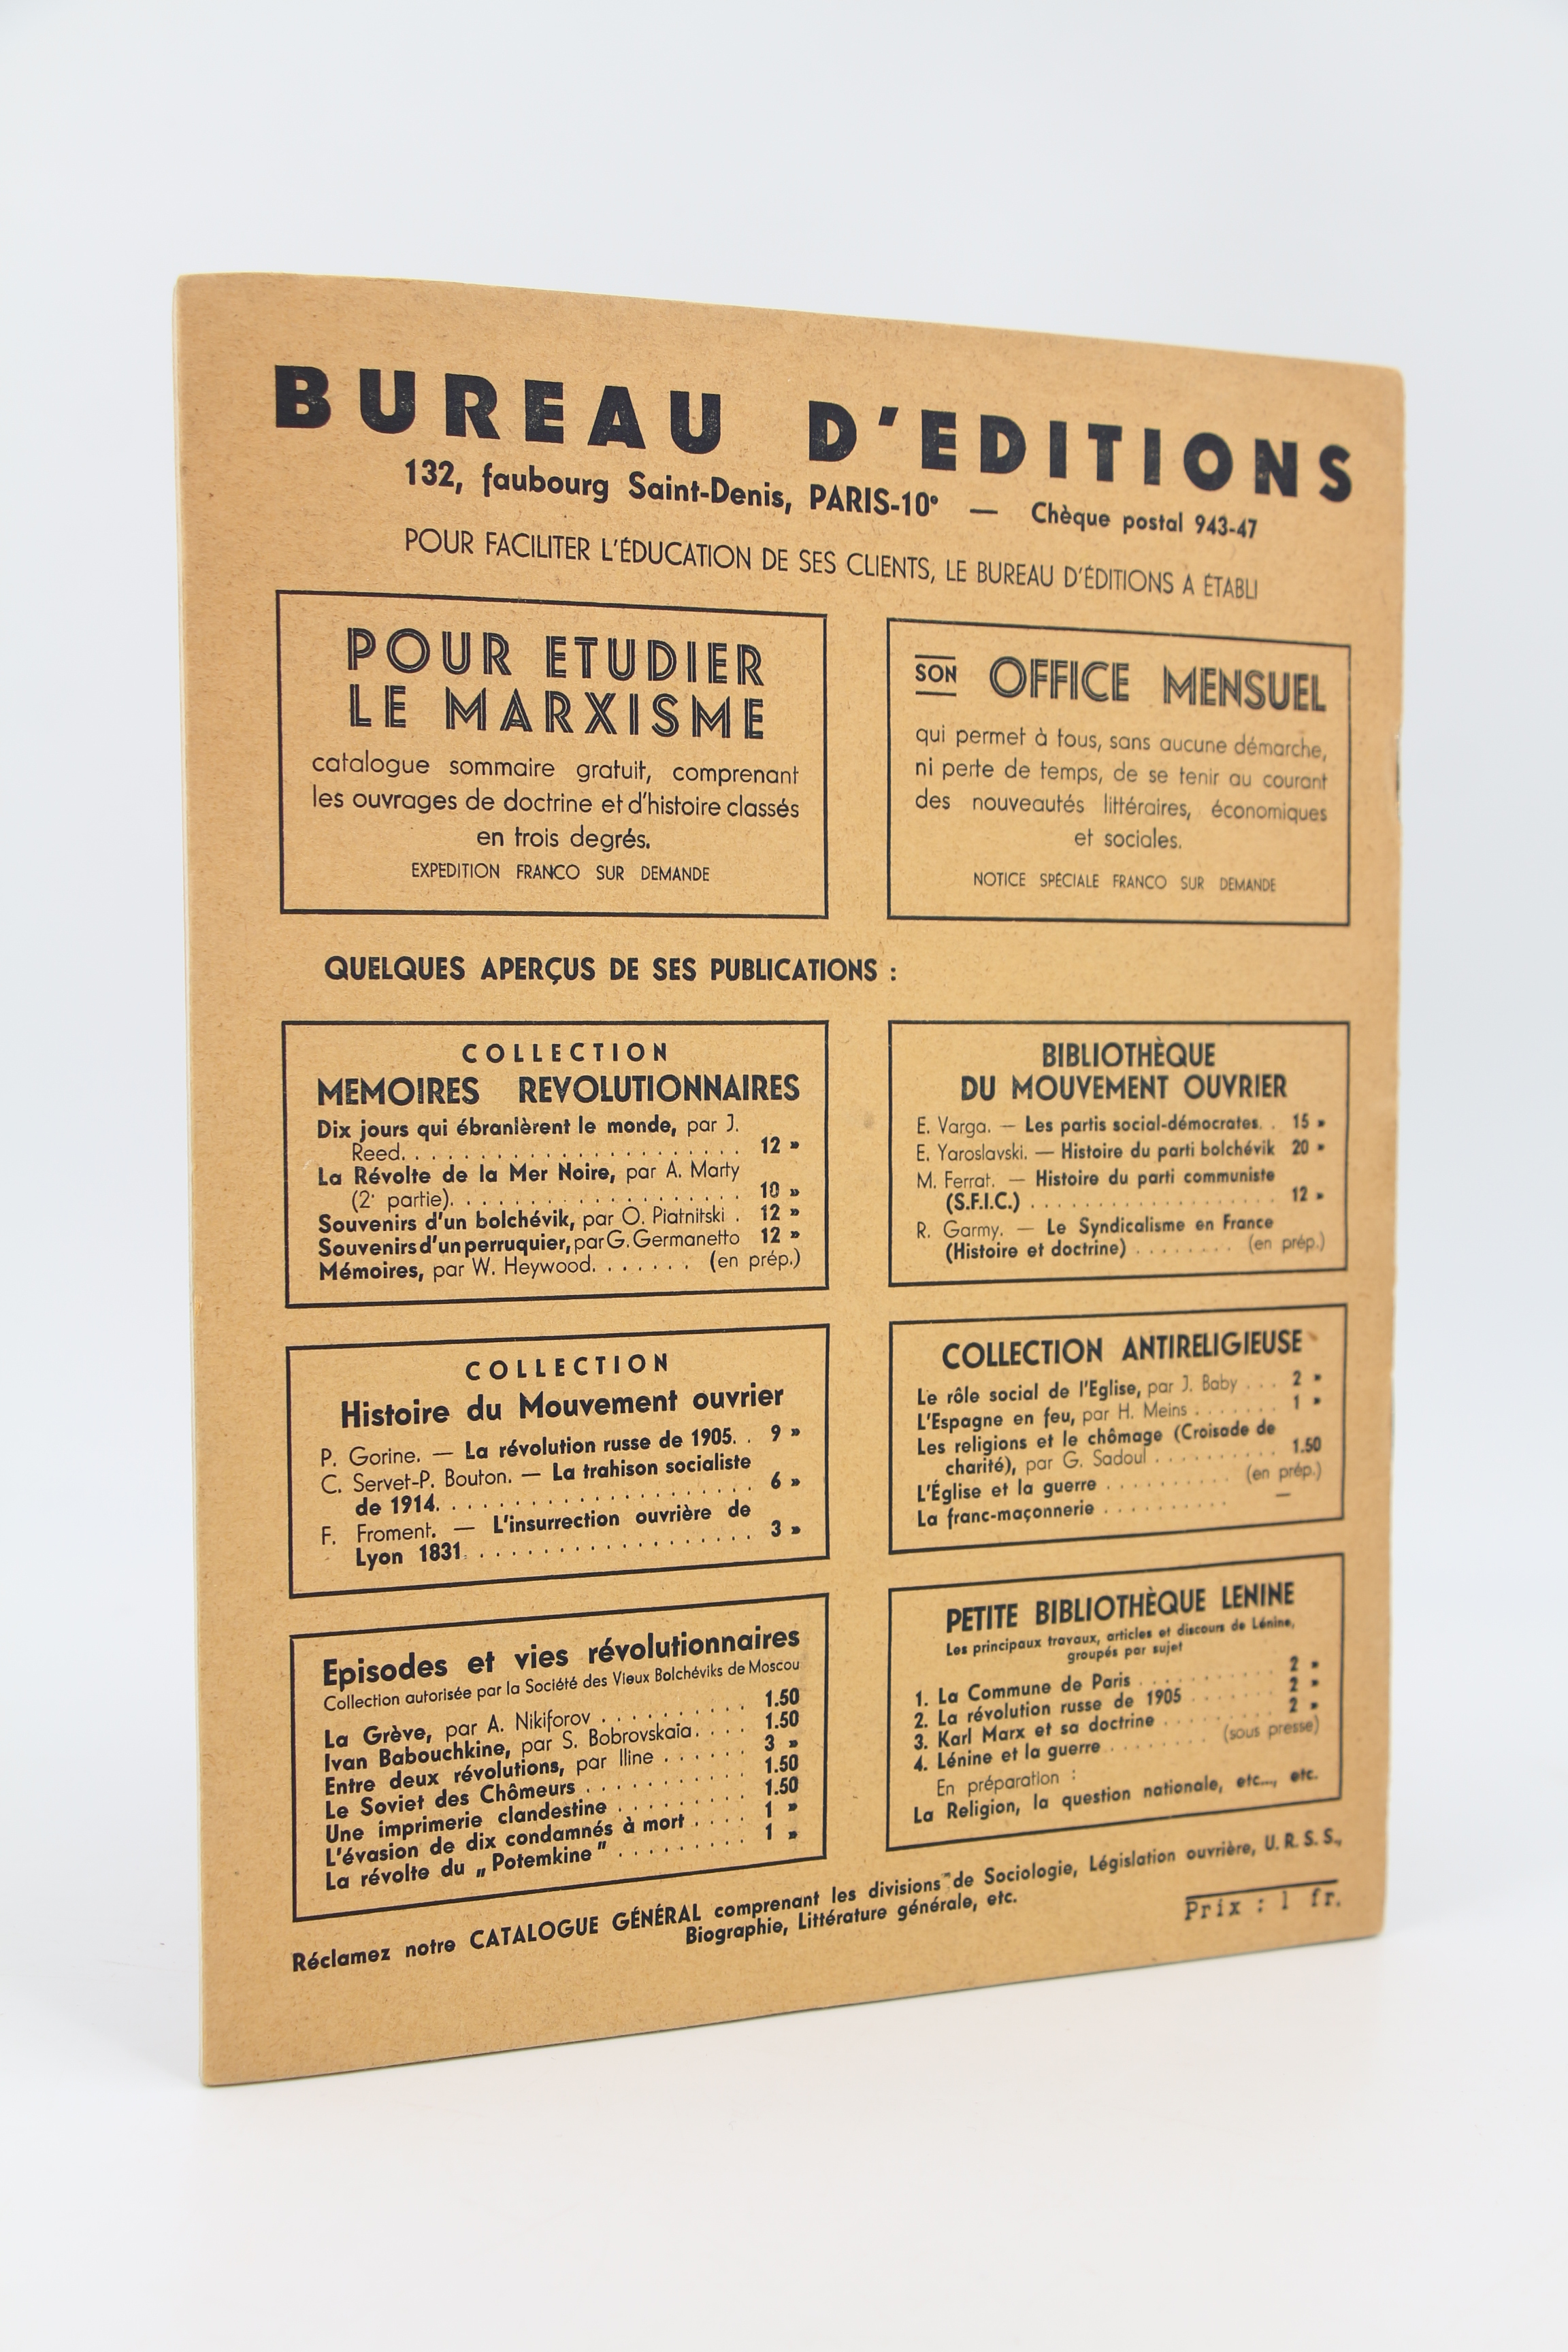 BUREAU D'EDITIONS
132, faubourg Saint-Denis, PARIS-10e — Chèque postal 943-47
POUR FACILITER L'ÉDUCATION DE SES CLIENTS, LE BUREAU D'ÉDITIONS A ÉTABLI
POUR ETUDIER
LE MARXISME
catalogue sommaire gratuit, comprenant
les ouvrages de doctrine et d'histoire classés
en trois degrés.
EXPEDITION FRANCO SUR DEMANDE
SON OFFICE MENSUEL
qui permet à tous, sans aucune démarche,
ni perte de temps, de se tenir au courant
des nouveautés littéraires, économiques
et sociales.
NOTICE SPÉCIALE FRANCO SUR DEMANDE
QUELQUES APERÇUS DE SES PUBLICATIONS :
COLLECTION
MEMOIRES REVOLUTIONNAIRES
Dix jours qui ébranlèrent le monde, par J.
Reed. . . . . . . . . . . . . . . . . . . . . . 12 »
La Révolte de la Mer Noire, par A. Marty
(2e partie). . . . . . . . . . . . . . . . . . . 10 »
Souvenirs d'un bolchévik, par O. Piatnitski . 12 »
Souvenirs d'un perruquier, par G. Germanetto 12 »
Mémoires, par W. Heywood. . . . . . . (en prép.)
BIBLIOTHÈQUE
DU MOUVEMENT OUVRIER
E. Varga. — Les partis social-démocrates. . 15 »
E. Yaroslavski. — Histoire du parti bolchévik 20 »
M. Ferrat. — Histoire du parti communiste
(S.F.I.C.) . . . . . . . . . . . . . . . . . 12 »
R. Garmy. — Le Syndicalisme en France
(Histoire et doctrine) . . . . . . . . (en prép.)
COLLECTION
Histoire du Mouvement ouvrier
P. Gorine. — La révolution russe de 1905. . 9 »
C. Servet-P. Bouton. — La trahison socialiste
de 1914. . . . . . . . . . . . . . . . . . . . 6 »
F. Froment. — L'insurrection ouvrière de
Lyon 1831. . . . . . . . . . . . . . . . . . 3 »
COLLECTION ANTIRELIGIEUSE
Le rôle social de l'Eglise, par J. Baby . . . 2 »
L'Espagne en feu, par H. Meins . . . . . . . 1 »
Les religions et le chômage (Croisade de
charité), par G. Sadoul . . . . . . . . . . 1.50
L'Église et la guerre . . . . . . . . . . (en prép.)
La franc-maçonnerie . . . . . . . . . . —
Episodes et vies révolutionnaires
Collection autorisée par la Société des Vieux Bolchéviks de Moscou
La Grève, par A. Nikiforov . . . . . . . . . . 1.50
Ivan Babouchkine, par S. Bobrovskaïa. . . . 1.50
Entre deux révolutions, par Iline . . . . . . 3 »
Le Soviet des Chômeurs . . . . . . . . . . . 1.50
Une imprimerie clandestine . . . . . . . . . 1.50
L'évasion de dix condamnés à mort . . . . 1 »
La révolte du „ Potemkine " . . . . . . . . . 1 »
PETITE BIBLIOTHÈQUE LENINE
Les principaux travaux, articles et discours de Lénine,
groupés par sujet
1. La Commune de Paris . . . . . . . . . . 2 »
2. La révolution russe de 1905 . . . . . . . 2 »
3. Karl Marx et sa doctrine . . . . . . . . . 2 »
4. Lénine et la guerre . . . . . . . . (sous presse)
En préparation :
La Religion, la question nationale, etc..., etc.
Réclamez notre CATALOGUE GÉNÉRAL comprenant les divisions de Sociologie, Législation ouvrière, U. R. S. S.,
Biographie, Littérature générale, etc.
Prix : 1 fr.